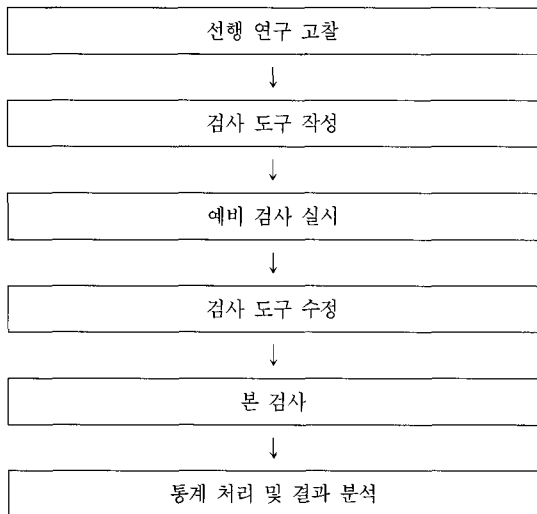 선행 연구 고찰
↓
검사 도구 작성
↓
예비 검사 실시
↓
검사 도구 수정
↓
본 검사
↓
통계 처리 및 결과 분석